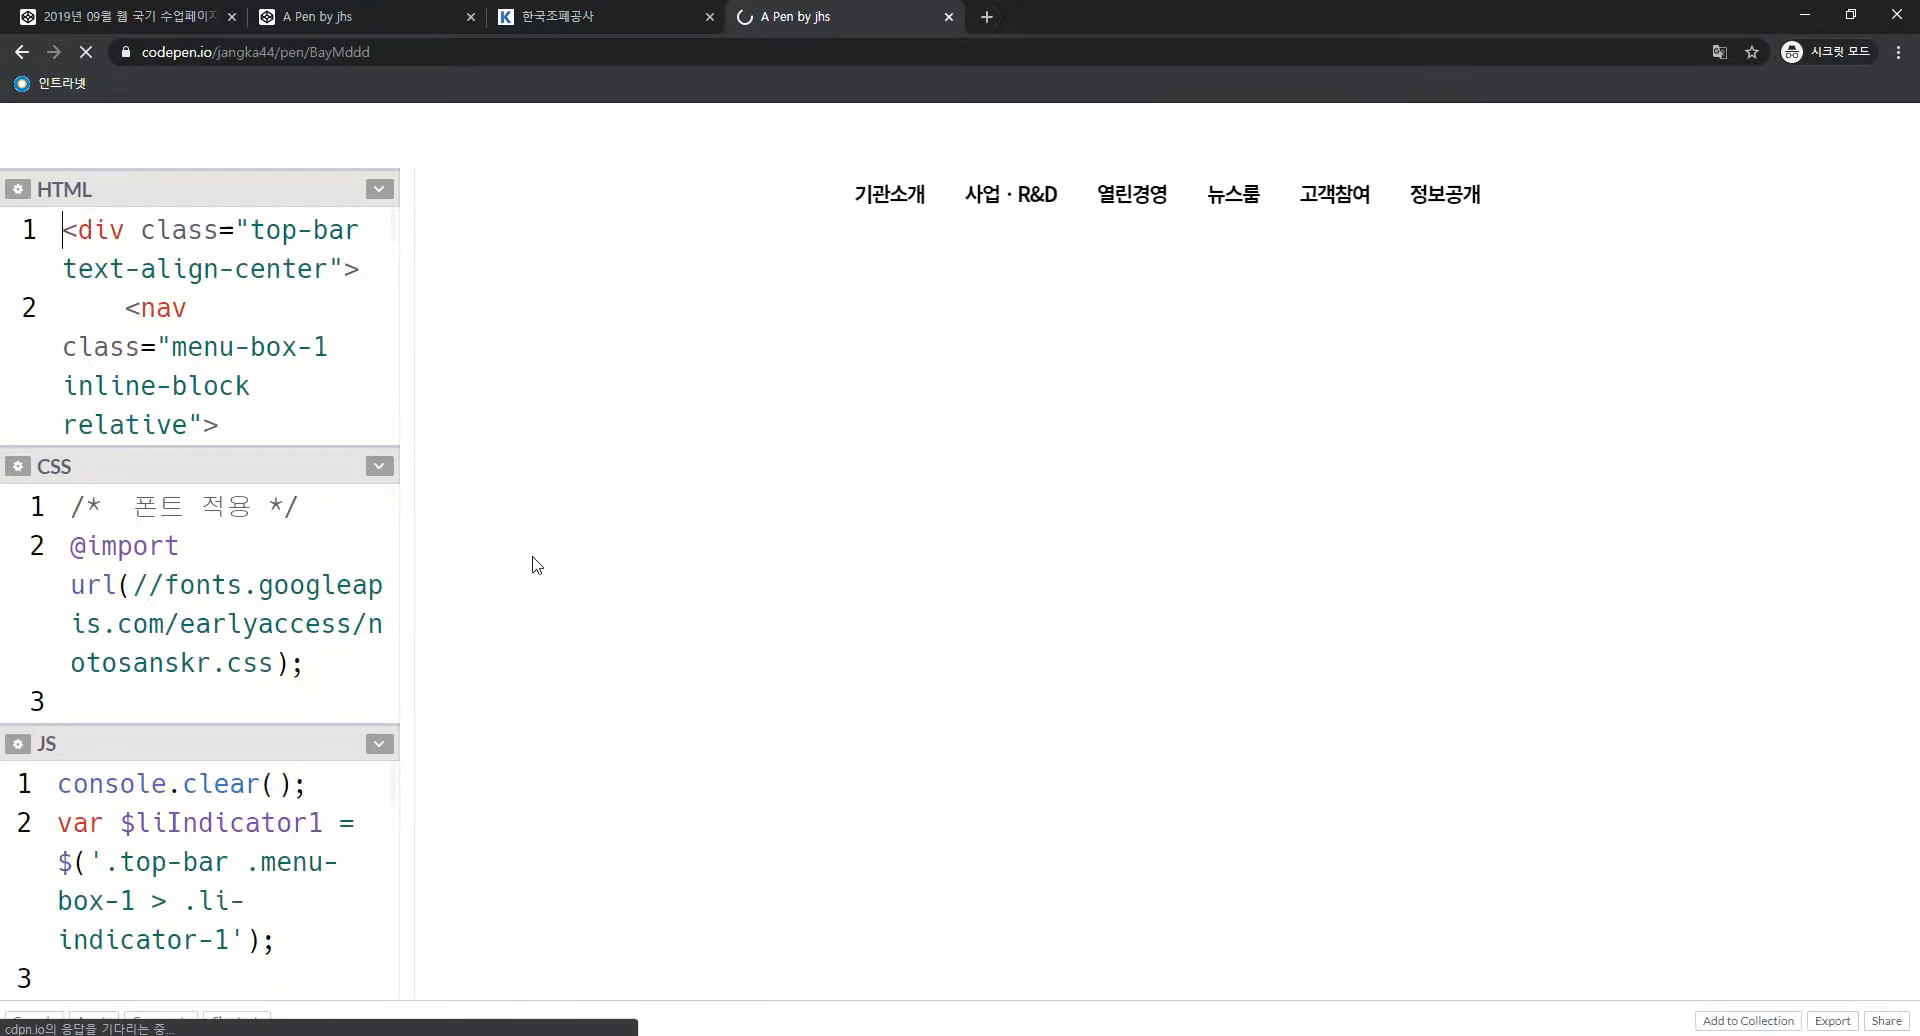 2019년 09월 웹 국기 수업페이지
A Pen by jhs
한국조폐공사
A Pen by jhs
codepen.io/jangka44/pen/BayMddd
시크릿 모드
인트라넷
HTML
1 <div class="top-bar
text-align-center">
2 <nav
class="menu-box-1
inline-block
relative">
CSS
1 /* 폰트 적용 */
2 @import
url(//fonts.googleap
is.com/earlyaccess/n
otosanskr.css);
3
JS
1 console.clear();
2 var $liIndicator1 =
$('.top-bar .menu-
box-1 > .li-
indicator-1');
3
기관소개 사업 · R&D 열린경영 뉴스룸 고객참여 정보공개
cdpn.io의 응답을 기다리는 중...
Add to Collection Export Share